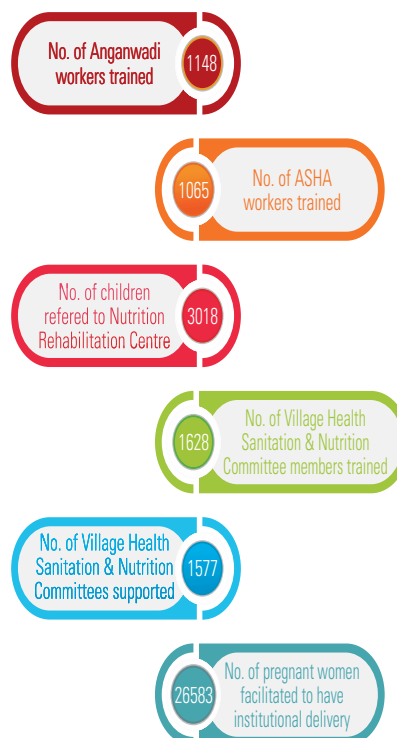 No. of Anganwadi
workers trained
1148
1065
No. of ASHA
workers trained
No. of children
refered to Nutrition
Rehabilitation Centre
3018
1628
No. of Village Health
Sanitation & Nutrition
Committee members trained
No. of Village Health
Sanitation & Nutrition
Committees supported
1577
26583
No. of pregnant women
facilitated to have
institutional delivery